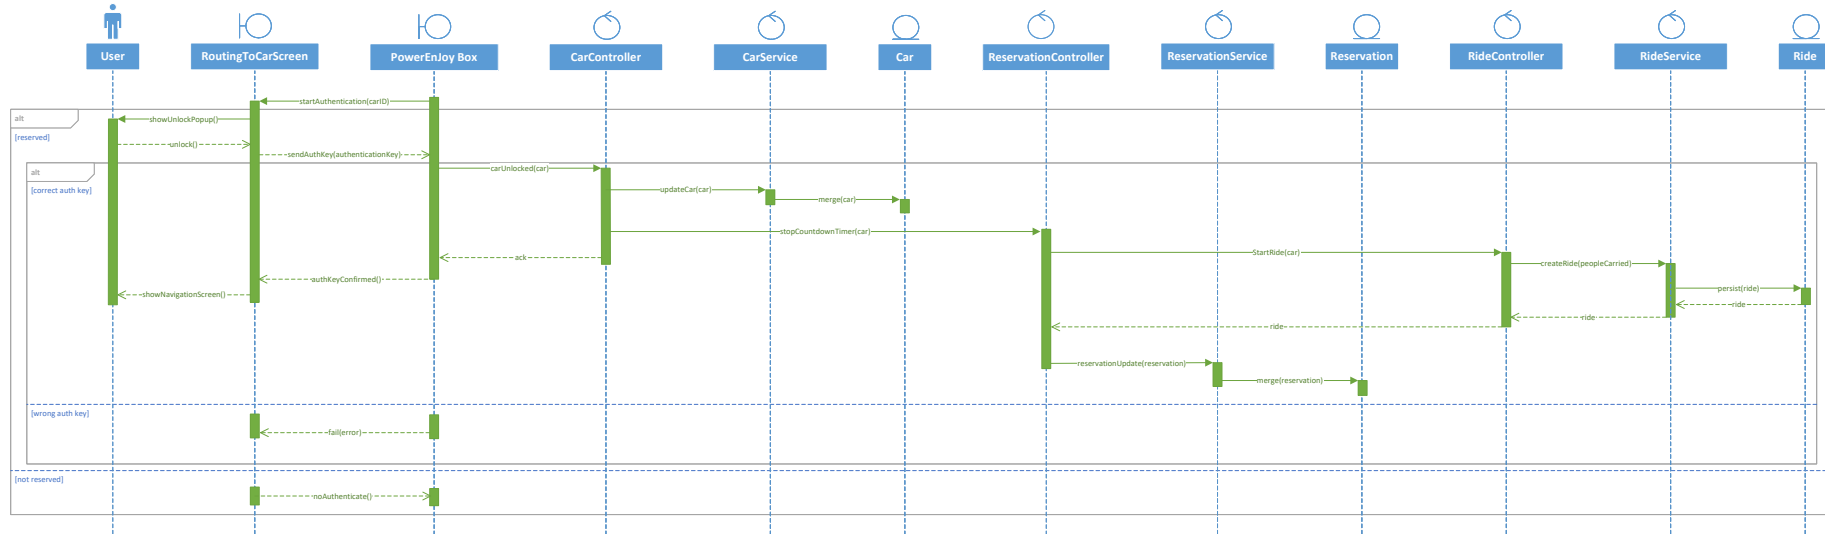 User
RoutingToCarScreen
PowerEnJoy Box
CarController
CarService
Car
ReservationController
ReservationService
Reservation
RideController
RideService
Ride
startAuthentication(carID)
alt
showUnlockPopup()
[reserved]
unlock()
sendAuthKey(authenticationKey)
alt
carUnlocked(car)
[correct auth key]
updateCar(car)
merge(car)
stopCountdownTimer(car)
StartRide(car)
ack
createRide(peopleCarried)
authKeyConfirmed()
persist(ride)
showNavigationScreen()
ride
ride
ride
reservationUpdate(reservation)
merge(reservation)
[wrong auth key]
fail(error)
[not reserved]
noAuthenticate()